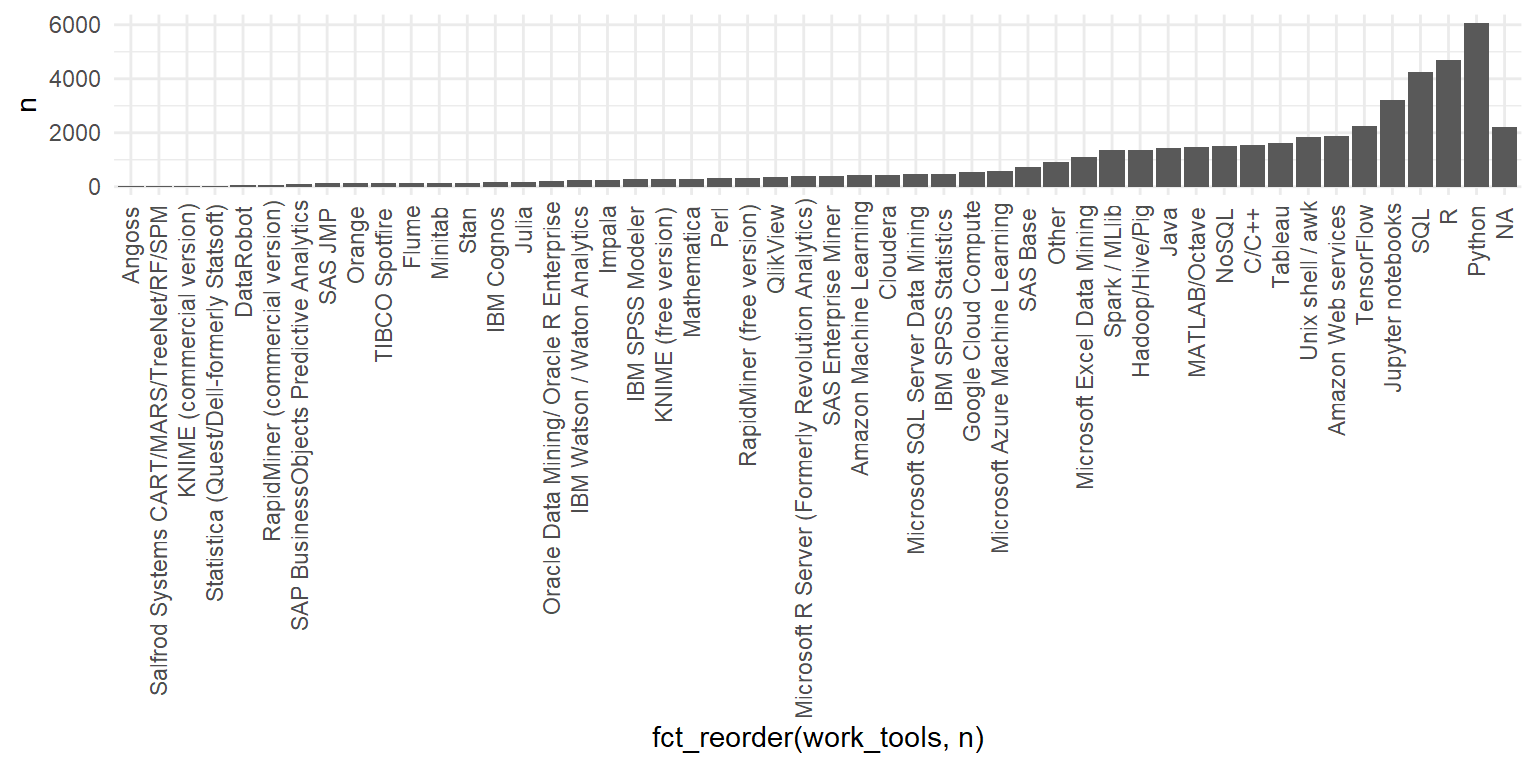 6000
4000
2000
0
n
Angoss
Salfrod Systems CART/MARS/TreeNet/RF/SPM
KNIME (commercial version)
Statistica (Quest/Dell-formerly Statsoft)
DataRobot
RapidMiner (commercial version)
SAP BusinessObjects Predictive Analytics
SAS JMP
Orange
TIBCO Spotfire
Flume
Minitab
Stan
IBM Cognos
Julia
Oracle Data Mining/ Oracle R Enterprise
IBM Watson / Waton Analytics
Impala
IBM SPSS Modeler
KNIME (free version)
Mathematica
Perl
RapidMiner (free version)
QlikView
Microsoft R Server (Formerly Revolution Analytics)
SAS Enterprise Miner
Amazon Machine Learning
Cloudera
Microsoft SQL Server Data Mining
IBM SPSS Statistics
Google Cloud Compute
Microsoft Azure Machine Learning
SAS Base
Other
Microsoft Excel Data Mining
Spark / MLlib
Hadoop/Hive/Pig
Java
MATLAB/Octave
NoSQL
C/C++
Tableau
Unix shell / awk
Amazon Web services
TensorFlow
Jupyter notebooks
SQL
R
Python
NA
fct_reorder(work_tools, n)